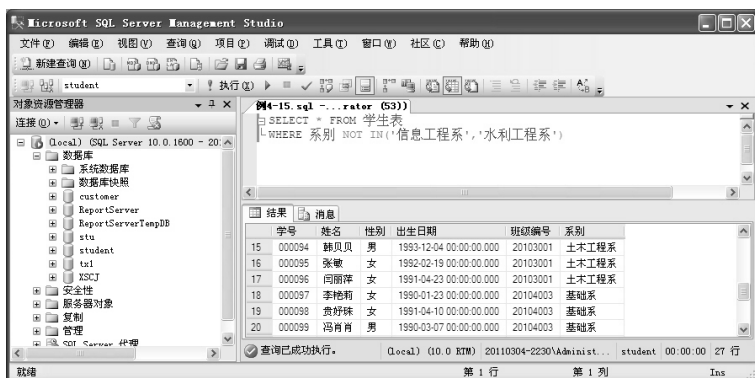 Microsoft SQL Server Management Studio
文件(F) 编辑(E) 视图(V) 查询(Q) 项目(P) 调试(D) 工具(T) 窗口(W) 社区(C) 帮助(H)
新建查询(N)
student 执行(X)
对象资源管理器
连接(O)
(local) (SQL Server 10.0.1600 - 20:
数据库
系统数据库
数据库快照
customer
ReportServer
ReportServerTempDB
stu
student
tx1
XSCJ
安全性
服务器对象
复制
管理
SQL Server 代理
例4-15.sql -...rator (53))
SELECT * FROM 学生表
WHERE 系别 NOT IN('信息工程系','水利工程系')
结果 消息
学号 姓名 性别 出生日期 班级编号 系别
15 000094 韩贝贝 男 1993-12-04 00:00:00.000 20103001 土木工程系
16 000095 张敏 女 1992-02-19 00:00:00.000 20103001 土木工程系
17 000096 闫丽萍 女 1991-04-23 00:00:00.000 20103001 土木工程系
18 000097 李艳莉 女 1990-01-23 00:00:00.000 20104003 基础系
19 000098 贵好妹 女 1991-04-10 00:00:00.000 20104003 基础系
20 000099 冯肖肖 男 1990-03-07 00:00:00.000 20104003 基础系
查询已成功执行。 (local) (10.0 RTM) 20110304-2230\Administ... student 00:00:00 27 行
就绪 第 1 行 第 1 列 Ins